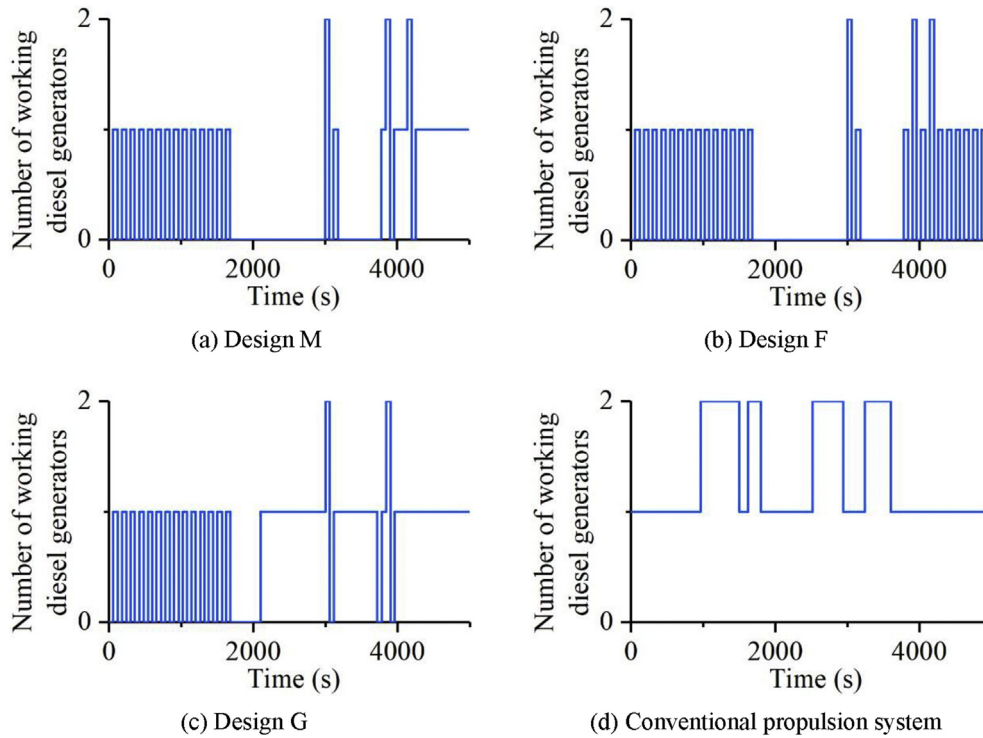 Number of working
diesel generators
2
0
0
2000
4000
Time (s)
(a) Design M
Number of working
diesel generators
2
0
0
2000
4000
Time (s)
(b) Design F
Number of working
diesel generators
2
0
0
2000
4000
Time (s)
(c) Design G
Number of working
diesel generators
2
0
0
2000
4000
Time (s)
(d) Conventional propulsion system